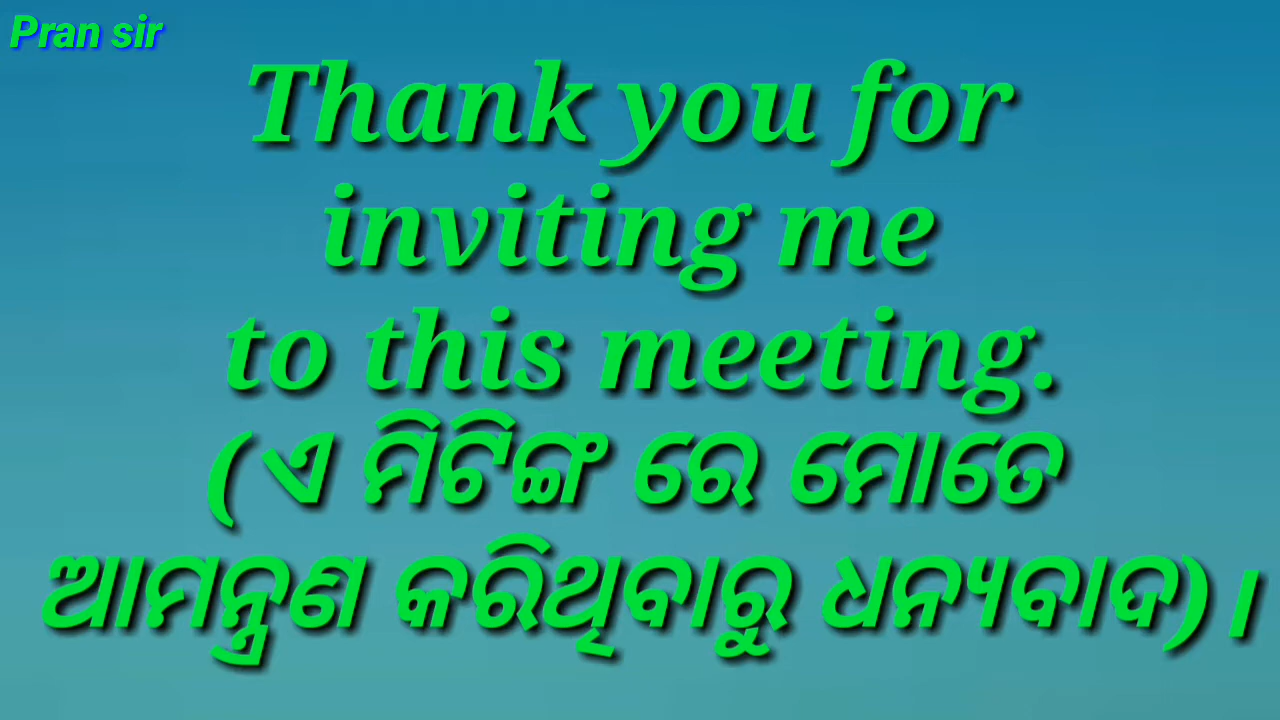 Pran sir
Thank you for
inviting me
to this meeting.
(ଏ ମିଟିଙ୍ଗ ରେ ମୋତେ
ଆମନ୍ତ୍ରଣ କରିଥିବାରୁ ଧନ୍ୟବାଦ)।